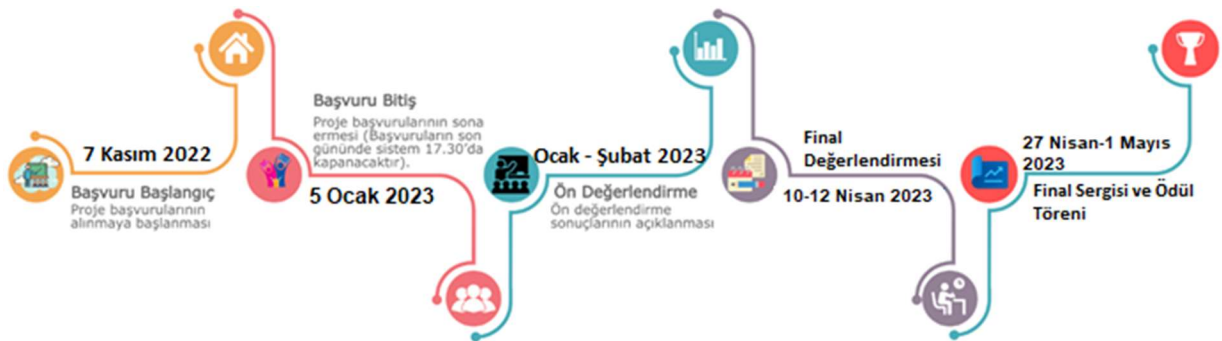 7 Kasım 2022
Başvuru Başlangıç
Proje başvurularının
alınmaya başlanması
Başvuru Bitiş
Proje başvurularının sona
ermesi (Başvuruların son
gününde sistem 17.30'da
kapanacaktır).
5 Ocak 2023
Ocak - Şubat 2023
Ön Değerlendirme
Ön değerlendirme
sonuçlarının açıklanması
Final
Değerlendirmesi
10-12 Nisan 2023
27 Nisan-1 Mayıs
2023
Final Sergisi ve Ödül
Töreni